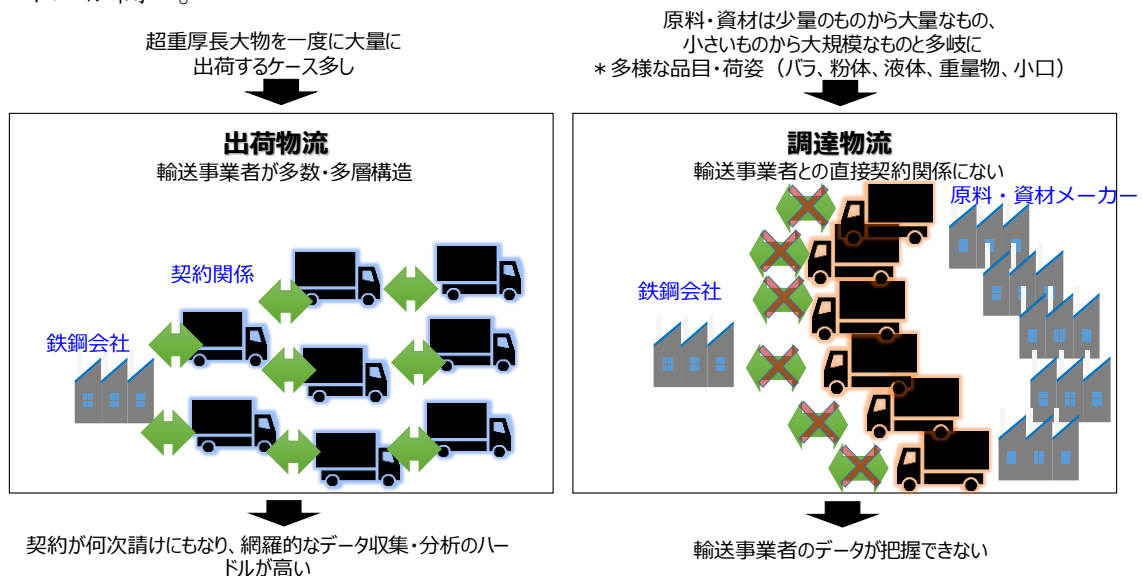 超重厚長大物を一度に大量に
出荷するケース多し
出荷物流
輸送事業者が多数・多層構造
契約関係
鉄鋼会社
契約が何次請けにもなり、網羅的なデータ収集・分析のハー
ドルが高い
原料・資材は少量のものから大量なもの、
小さいものから大規模なものと多岐に
＊多様な品目・荷姿（バラ、粉体、液体、重量物、小口）
調達物流
輸送事業者との直接契約関係にない
原料・資材メーカー
鉄鋼会社
輸送事業者のデータが把握できない